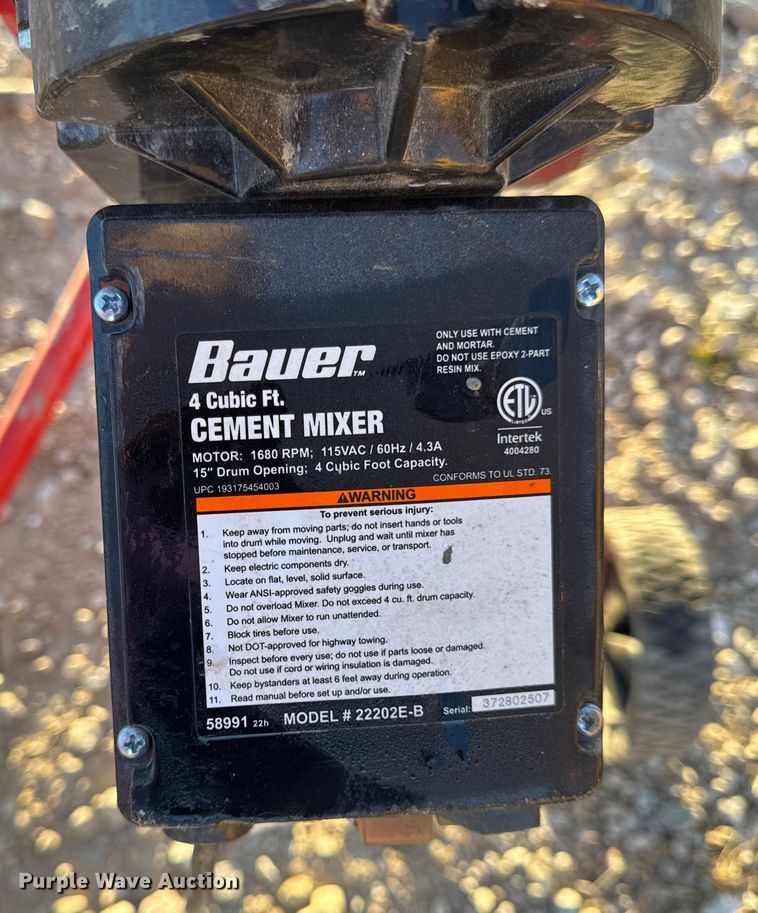 Bauer™
ONLY USE WITH CEMENT
AND MORTAR.
DO NOT USE EPOXY 2-PART
RESIN MIX.
4 Cubic Ft.
CEMENT MIXER
ETL US
LISTED
Intertek
4004280
MOTOR: 1680 RPM; 115VAC / 60Hz / 4.3A
15" Drum Opening; 4 Cubic Foot Capacity.
UPC 193175454003
CONFORMS TO UL STD. 73.
⚠WARNING
To prevent serious injury:
1. Keep away from moving parts; do not insert hands or tools
into drum while moving. Unplug and wait until mixer has
stopped before maintenance, service, or transport.
2. Keep electric components dry.
3. Locate on flat, level, solid surface.
4. Wear ANSI-approved safety goggles during use.
5. Do not overload Mixer. Do not exceed 4 cu. ft. drum capacity.
6. Do not allow Mixer to run unattended.
7. Block tires before use.
8. Not DOT-approved for highway towing.
9. Inspect before every use; do not use if parts loose or damaged.
Do not use if cord or wiring insulation is damaged.
10. Keep bystanders at least 6 feet away during operation.
11. Read manual before set up and/or use.
58991 22h MODEL # 22202E-B Serial: 372802507
Purple Wave Auction